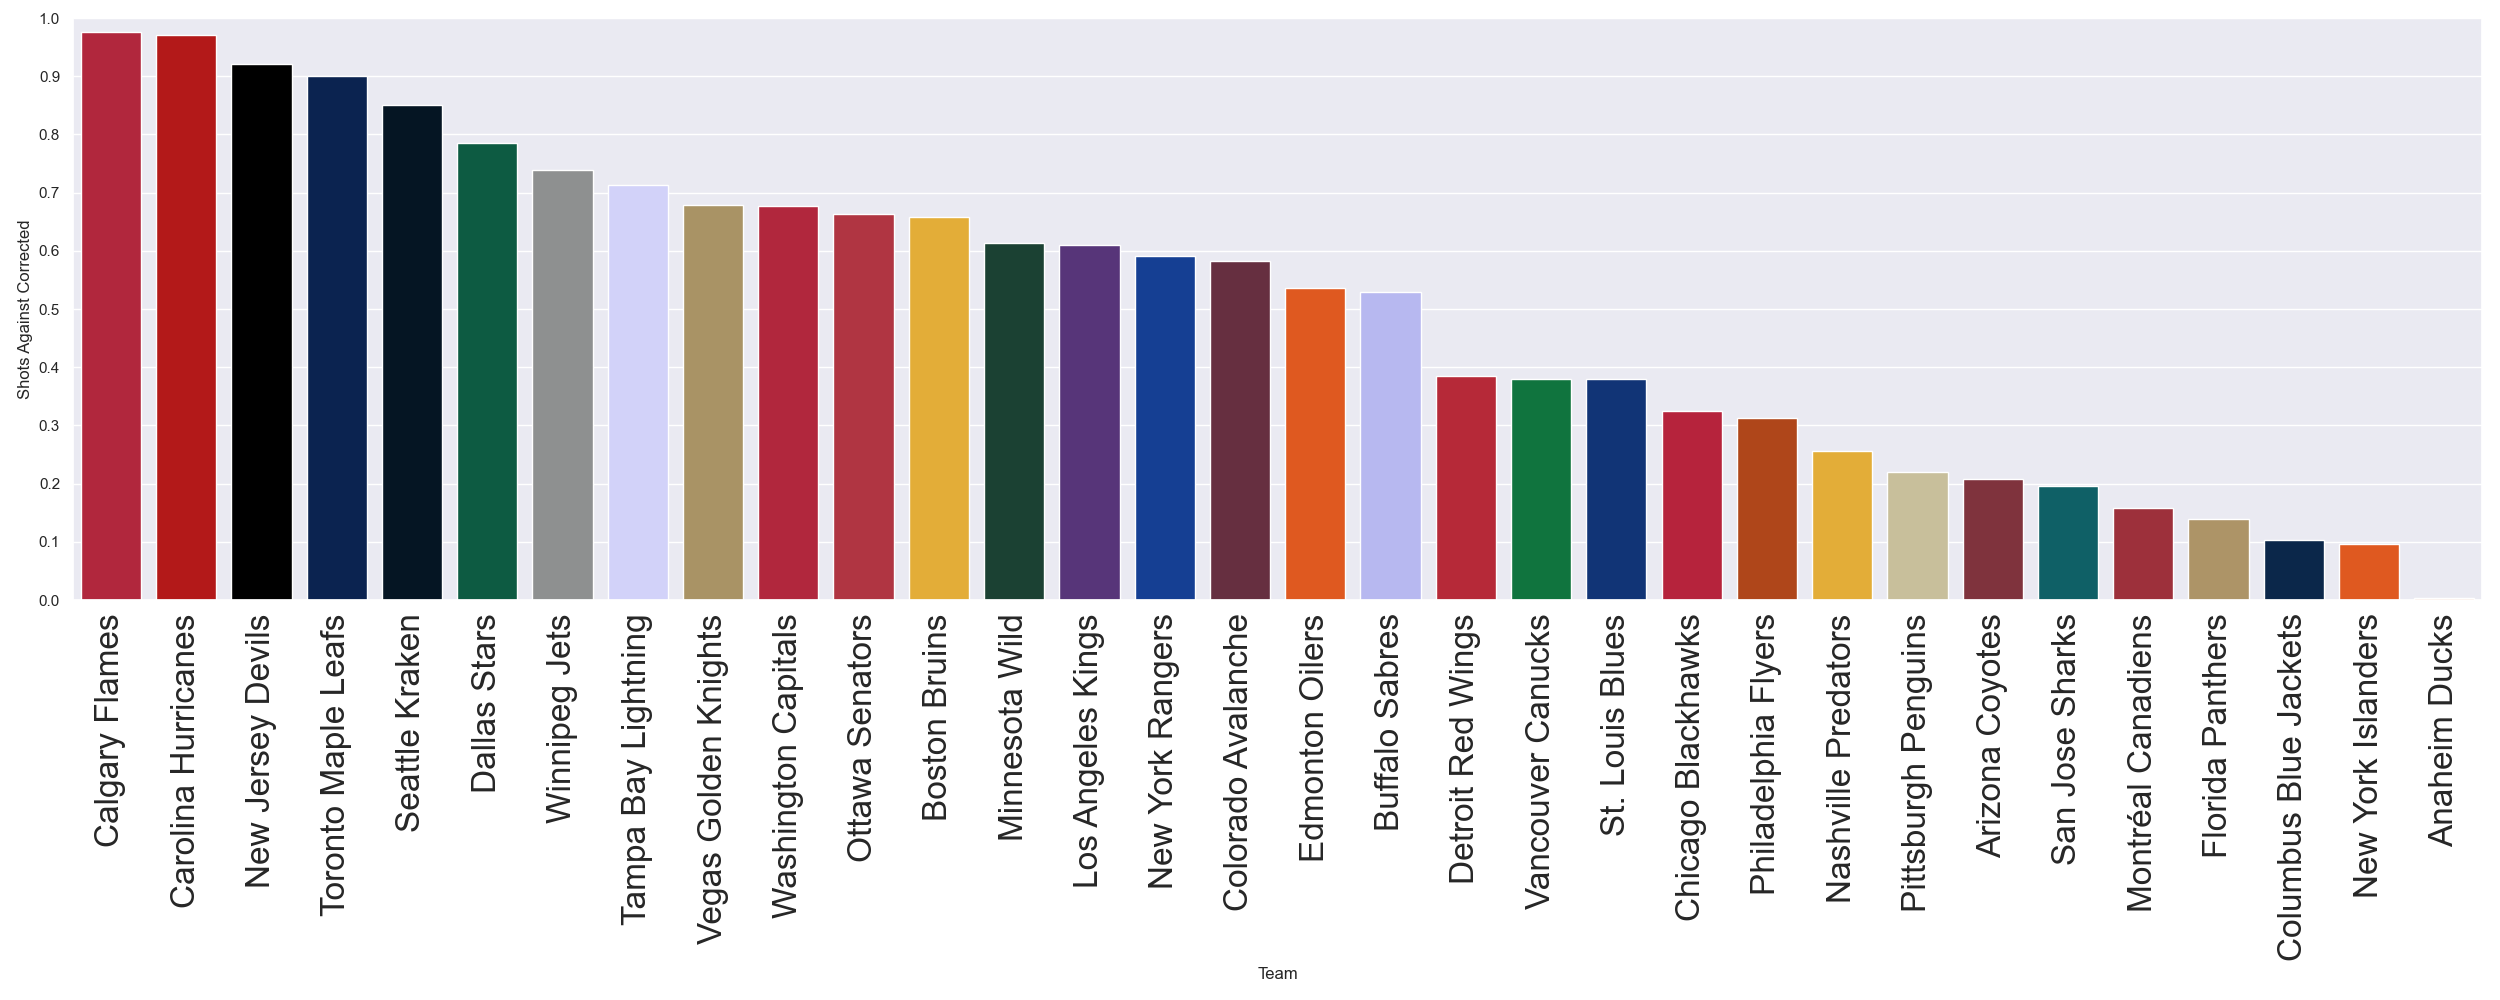 1.0
0.9
0.8
0.7
0.6
0.5
0.4
0.3
0.2
0.1
0.0
Shots Against Corrected
Calgary Flames
Carolina Hurricanes
New Jersey Devils
Toronto Maple Leafs
Seattle Kraken
Dallas Stars
Winnipeg Jets
Tampa Bay Lightning
Vegas Golden Knights
Washington Capitals
Ottawa Senators
Boston Bruins
Minnesota Wild
Los Angeles Kings
New York Rangers
Colorado Avalanche
Edmonton Oilers
Buffalo Sabres
Detroit Red Wings
Vancouver Canucks
St. Louis Blues
Chicago Blackhawks
Philadelphia Flyers
Nashville Predators
Pittsburgh Penguins
Arizona Coyotes
San Jose Sharks
Montréal Canadiens
Florida Panthers
Columbus Blue Jackets
New York Islanders
Anaheim Ducks
Team